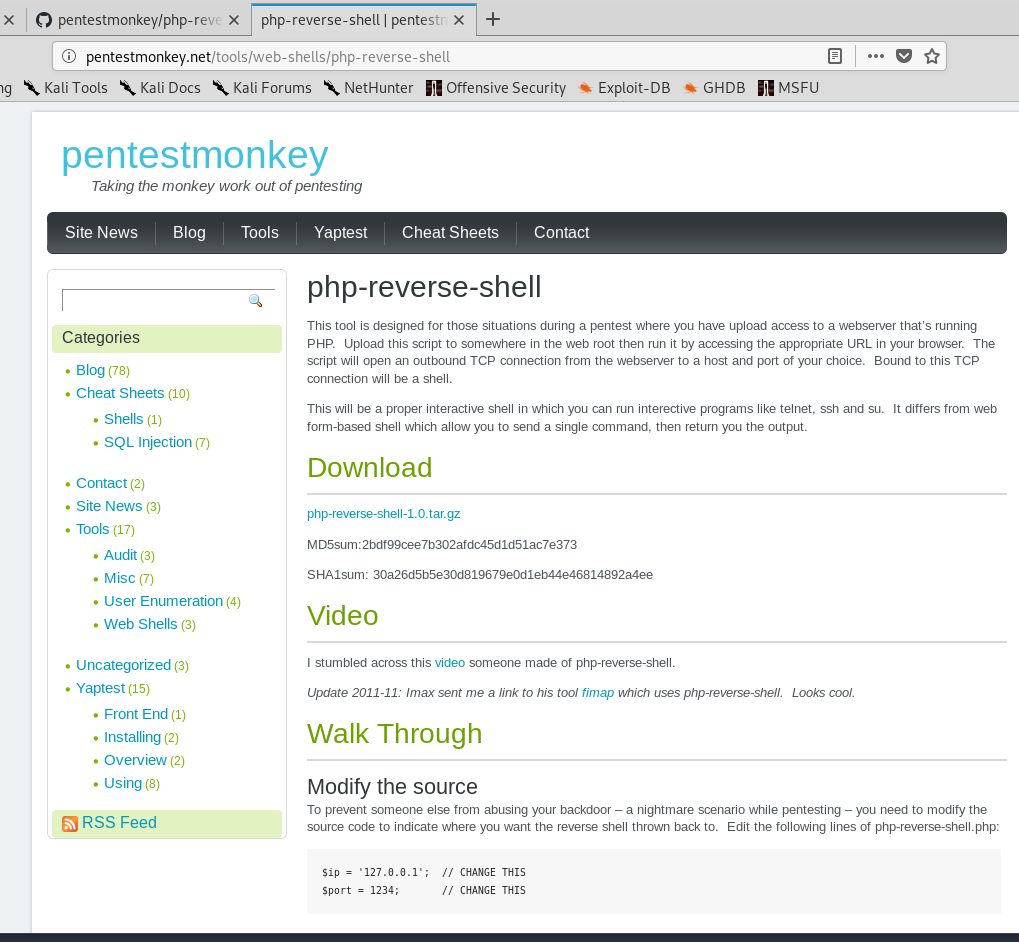 pentestmonkey/php-reve
php-reverse-shell | pentestn
pentestmonkey.net/tools/web-shells/php-reverse-shell
ng Kali Tools Kali Docs Kali Forums NetHunter Offensive Security Exploit-DB GHDB MSFU
pentestmonkey
Taking the monkey work out of pentesting
Site News Blog Tools Yaptest Cheat Sheets Contact
Categories
Blog (78)
Cheat Sheets (10)
Shells (1)
SQL Injection (7)
Contact (2)
Site News (3)
Tools (17)
Audit (3)
Misc (7)
User Enumeration (4)
Web Shells (3)
Uncategorized (3)
Yaptest (15)
Front End (1)
Installing (2)
Overview (2)
Using (8)
RSS Feed
php-reverse-shell
This tool is designed for those situations during a pentest where you have upload access to a webserver that's running
PHP.  Upload this script to somewhere in the web root then run it by accessing the appropriate URL in your browser.  The
script will open an outbound TCP connection from the webserver to a host and port of your choice.  Bound to this TCP
connection will be a shell.
This will be a proper interactive shell in which you can run interective programs like telnet, ssh and su.  It differs from web
form-based shell which allow you to send a single command, then return you the output.
Download
php-reverse-shell-1.0.tar.gz
MD5sum:2bdf99cee7b302afdc45d1d51ac7e373
SHA1sum: 30a26d5b5e30d819679e0d1eb44e46814892a4ee
Video
I stumbled across this video someone made of php-reverse-shell.
Update 2011-11: Imax sent me a link to his tool fimap which uses php-reverse-shell.  Looks cool.
Walk Through
Modify the source
To prevent someone else from abusing your backdoor – a nightmare scenario while pentesting – you need to modify the
source code to indicate where you want the reverse shell thrown back to.  Edit the following lines of php-reverse-shell.php:
$ip = '127.0.0.1';  // CHANGE THIS
$port = 1234;       // CHANGE THIS